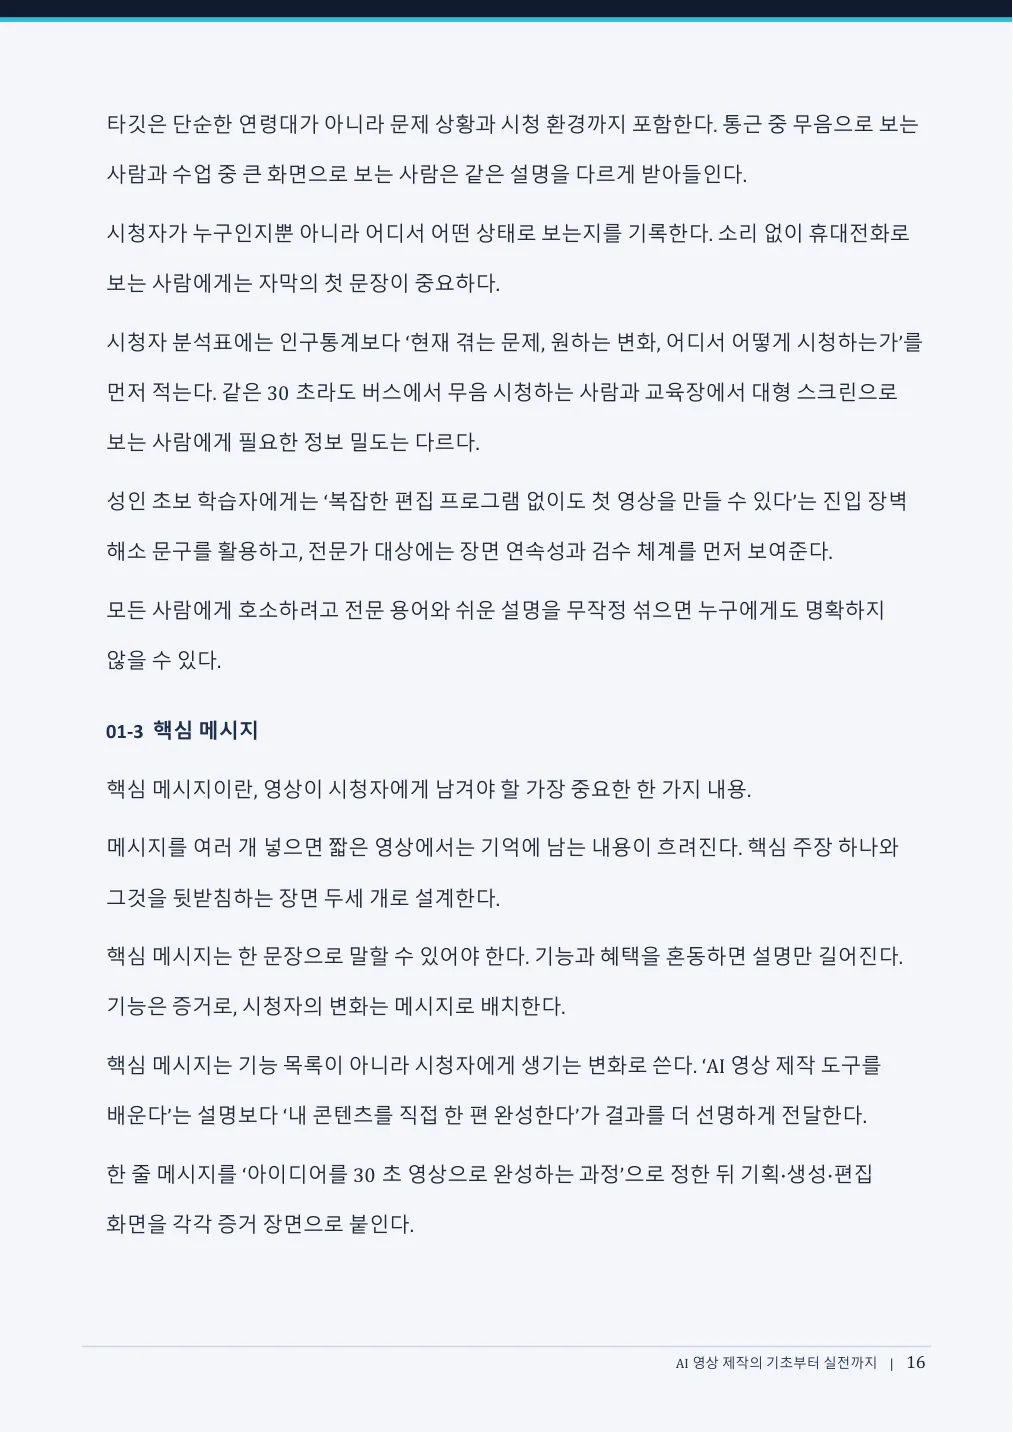 타깃은 단순한 연령대가 아니라 문제 상황과 시청 환경까지 포함한다. 통근 중 무음으로 보는
사람과 수업 중 큰 화면으로 보는 사람은 같은 설명을 다르게 받아들인다.
시청자가 누구인지뿐 아니라 어디서 어떤 상태로 보는지를 기록한다. 소리 없이 휴대전화로
보는 사람에게는 자막의 첫 문장이 중요하다.
시청자 분석표에는 인구통계보다 ‘현재 겪는 문제, 원하는 변화, 어디서 어떻게 시청하는가’를
먼저 적는다. 같은 30 초라도 버스에서 무음 시청하는 사람과 교육장에서 대형 스크린으로
보는 사람에게 필요한 정보 밀도는 다르다.
성인 초보 학습자에게는 ‘복잡한 편집 프로그램 없이도 첫 영상을 만들 수 있다’는 진입 장벽
해소 문구를 활용하고, 전문가 대상에는 장면 연속성과 검수 체계를 먼저 보여준다.
모든 사람에게 호소하려고 전문 용어와 쉬운 설명을 무작정 섞으면 누구에게도 명확하지
않을 수 있다.
01-3 핵심 메시지
핵심 메시지이란, 영상이 시청자에게 남겨야 할 가장 중요한 한 가지 내용.
메시지를 여러 개 넣으면 짧은 영상에서는 기억에 남는 내용이 흐려진다. 핵심 주장 하나와
그것을 뒷받침하는 장면 두세 개로 설계한다.
핵심 메시지는 한 문장으로 말할 수 있어야 한다. 기능과 혜택을 혼동하면 설명만 길어진다.
기능은 증거로, 시청자의 변화는 메시지로 배치한다.
핵심 메시지는 기능 목록이 아니라 시청자에게 생기는 변화로 쓴다. ‘AI 영상 제작 도구를
배운다’는 설명보다 ‘내 콘텐츠를 직접 한 편 완성한다’가 결과를 더 선명하게 전달한다.
한 줄 메시지를 ‘아이디어를 30 초 영상으로 완성하는 과정’으로 정한 뒤 기획·생성·편집
화면을 각각 증거 장면으로 붙인다.
AI 영상 제작의 기초부터 실전까지 | 16